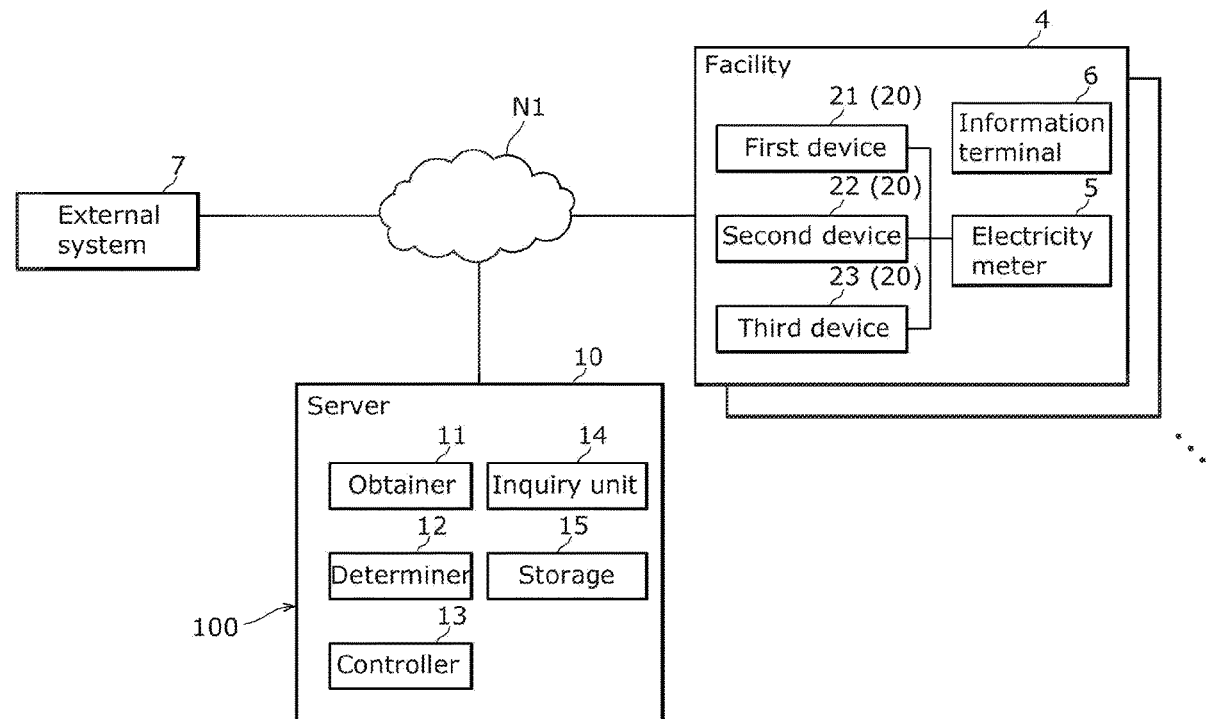 4
Facility
6
21 (20)
Information
terminal
First device
N1
7
22 (20)
5
External
system
Second device
Electricity
meter
23 (20)
Third device
10
Server
11
14
Obtainer
Inquiry unit
12
15
Determiner
Storage
100
13
Controller